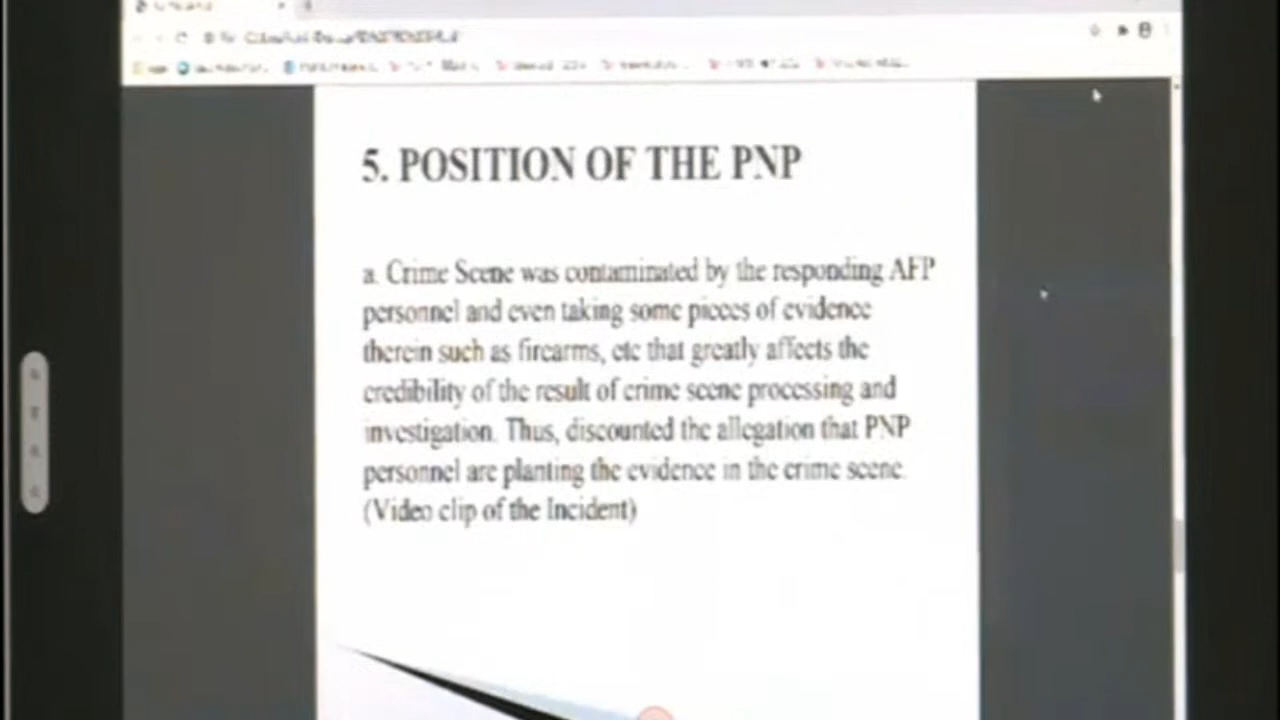 5. POSITION OF THE PNP
a. Crime Scene was contaminated by the responding AFP
personnel and even taking some pieces of evidence
therein such as firearms, etc that greatly affects the
credibility of the result of crime scene processing and
investigation. Thus, discounted the allegation that PNP
personnel are planting the evidence in the crime scene.
(Video clip of the Incident)